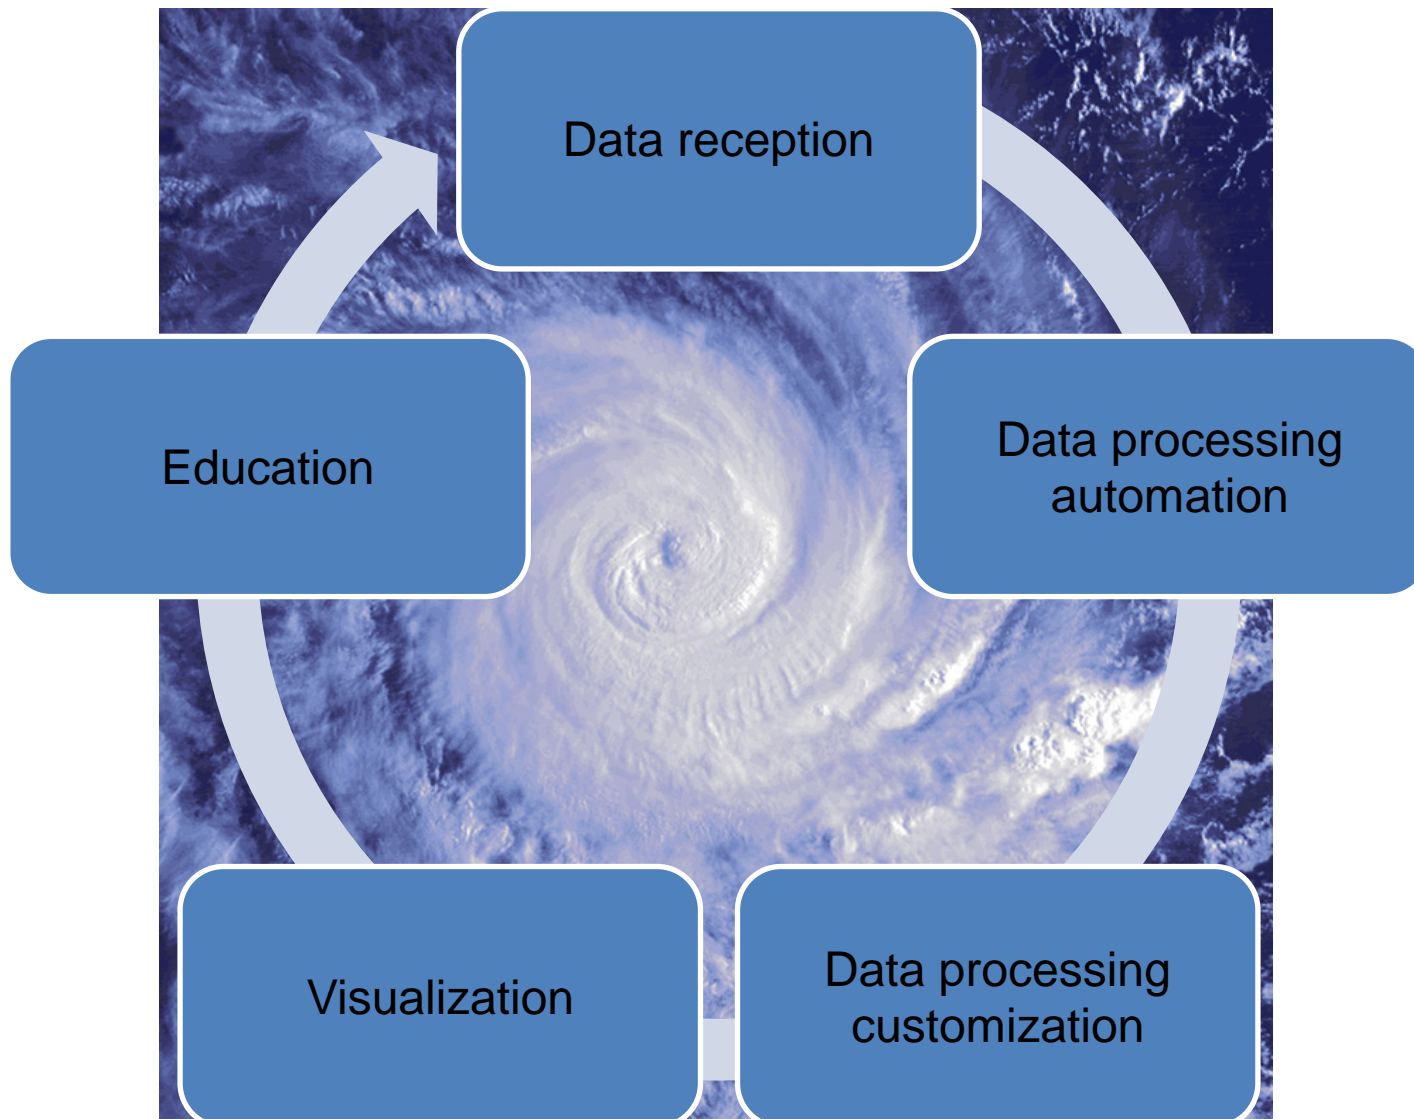 Data reception
Data processing
automation
Data processing
customization
Visualization
Education